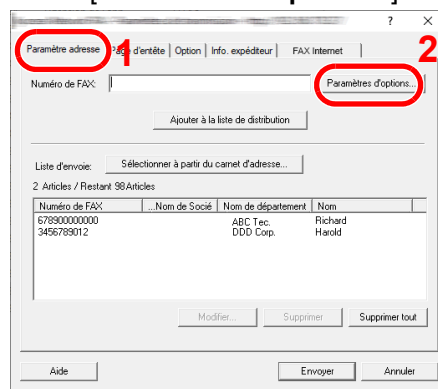 ? ×
Paramètre adresse d'entête Option Info. expéditeur FAX Internet
1 2
Numéro de FAX: Paramètres d'options...
Ajouter à la liste de distribution
Liste d'envoie: Sélectionner à partir du carnet d'adresse...
2 Articles / Restant 98Articles
Numéro de FAX ...Nom de Socié Nom de département Nom
678900000000 ABC Tec. Richard
3456789012 DDD Corp. Harold
Modifier... Supprimer Supprimer tout
Aide Envoyer Annuler